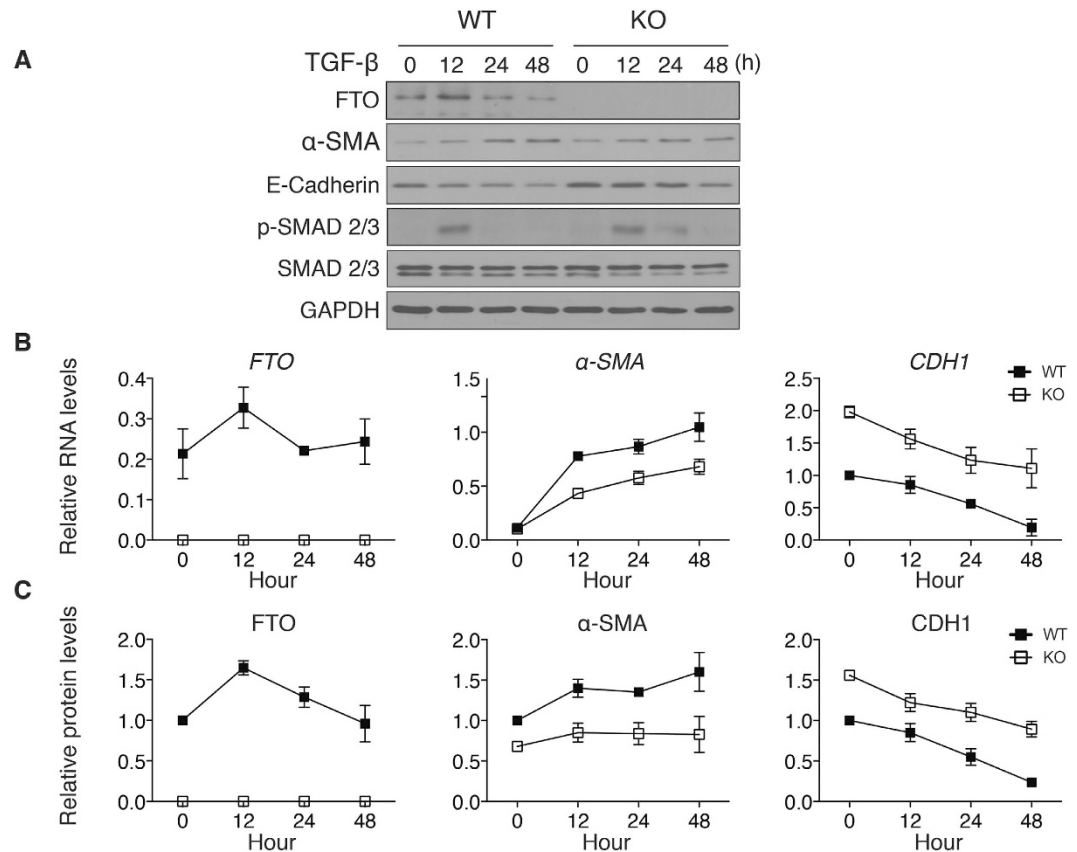 WT KO
A
TGF-β 0 12 24 48 0 12 24 48 (h)
FTO
α-SMA
E-Cadherin
p-SMAD 2/3
SMAD 2/3
GAPDH
B
FTO α-SMA CDH1
Relative RNA levels
0.4 0.3 0.2 0.1 0.0
0 12 24 48
Hour
1.5 1.0 0.5 0.0
0 12 24 48
Hour
2.5 2.0 1.5 1.0 0.5 0.0
0 12 24 48
Hour
WT
KO
C
FTO α-SMA CDH1
Relative protein levels
2.0 1.5 1.0 0.5 0.0
0 12 24 48
Hour
2.0 1.5 1.0 0.5 0.0
0 12 24 48
Hour
2.0 1.5 1.0 0.5 0.0
0 12 24 48
Hour
WT
KO